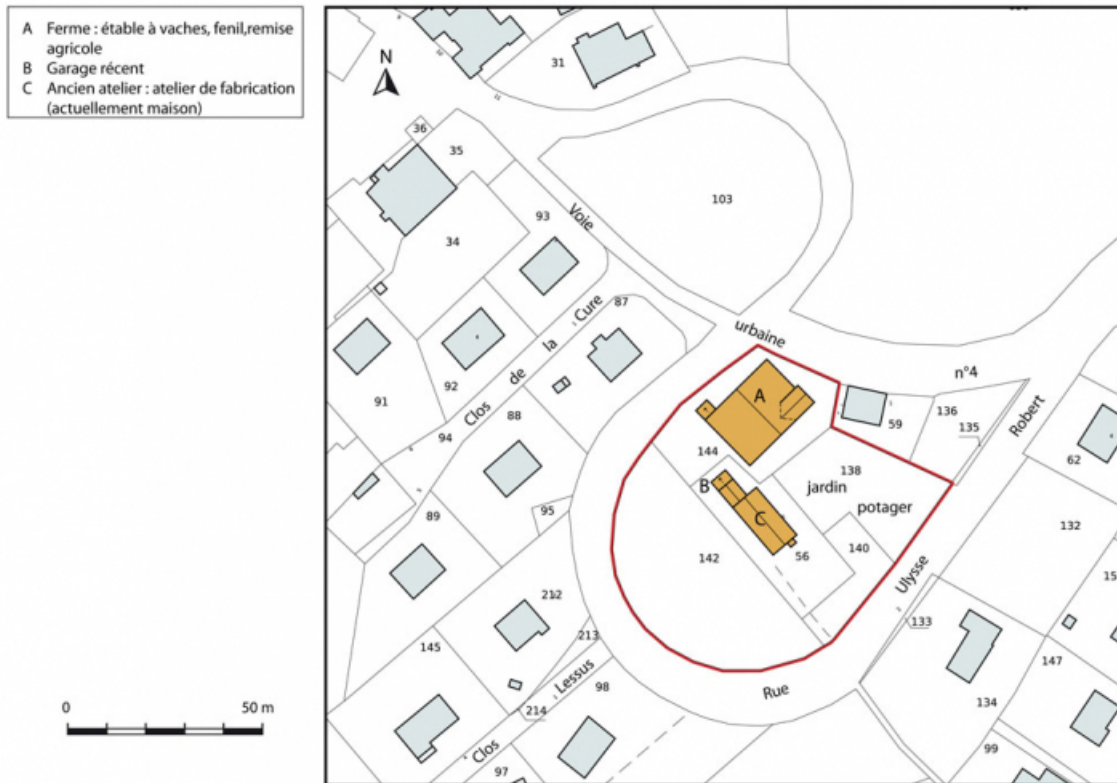 A Ferme : étable à vaches, fenil,remise
agricole
B Garage récent
C Ancien atelier : atelier de fabrication
(actuellement maison)
N
31
36
35
103
93
Voie
34
87
Cure
la
de
Clos
urbaine
n°4
91
92
A
59
136
135
Robert
62
94
88
144
138
B
jardin
potager
C
89
95
132
142
56
140
Ulysse
212
133
145
213
147
Lessus
98
Rue
214
134
Clos
97
99
0
50 m